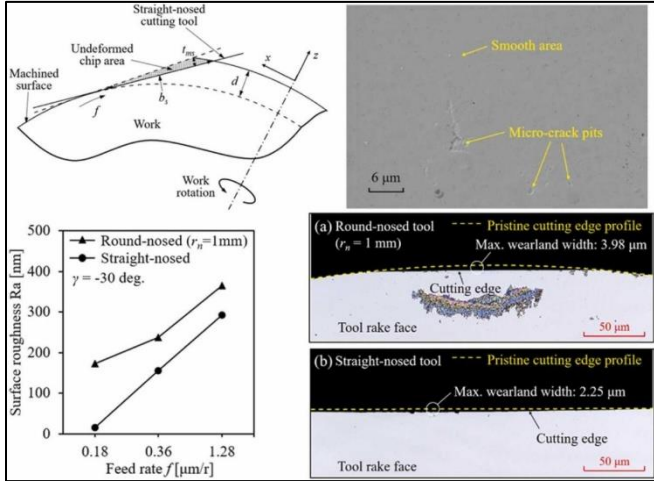 Straight-nosed
cutting tool
Undeformed
chip area
Machined
surface
f
b
d
x
z
Work
Work
rotation
Smooth area
Micro-crack pits
6 μm
Surface roughness Ra [nm]
500
400
300
200
100
0
Round-nosed (rn=1mm)
Straight-nosed
γ = -30 deg.
0.18
0.36
1.28
Feed rate f [μm/r]
(a) Round-nosed tool
(rn = 1 mm)
Pristine cutting edge profile
Max. wearland width: 3.98 μm
Cutting edge
Tool rake face
50 μm
(b) Straight-nosed tool
Pristine cutting edge profile
Max. wearland width: 2.25 μm
Cutting edge
Tool rake face
50 μm